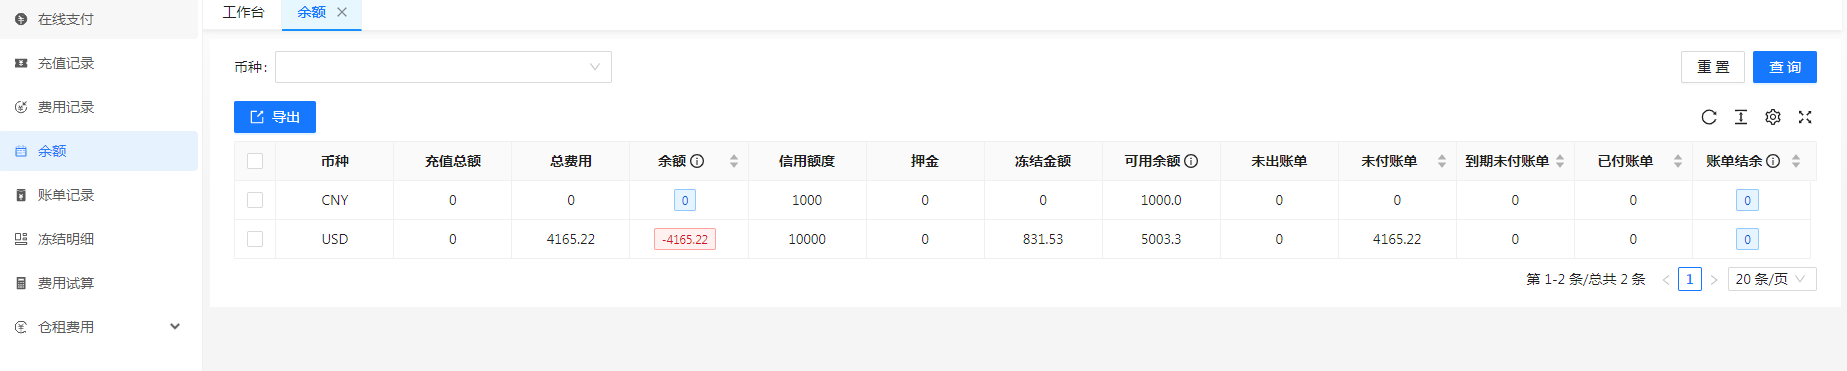 在线支付
充值记录
费用记录
余额
账单记录
冻结明细
费用试算
仓租费用
工作台 余额
币种:
重 置 查 询
导出
币种 充值总额 总费用 余额 信用额度 押金 冻结金额 可用余额 未出账单 未付账单 到期未付账单 已付账单 账单结余
CNY 0 0 0 1000 0 0 1000.0 0 0 0 0 0
USD 0 4165.22 -4165.22 10000 0 831.53 5003.3 0 4165.22 0 0 0
第 1-2 条/总共 2 条 < 1 > 20 条/页